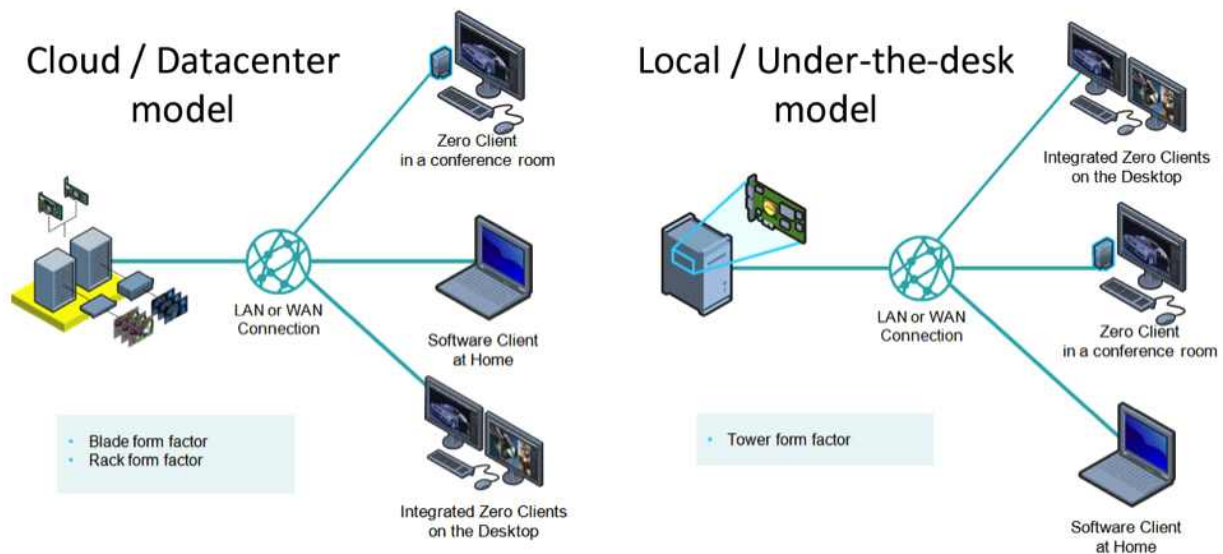 Cloud / Datacenter
model
Zero Client
in a conference room
LAN or WAN
Connection
Software Client
at Home
• Blade form factor
• Rack form factor
Integrated Zero Clients
on the Desktop
Local / Under-the-desk
model
Integrated Zero Clients
on the Desktop
LAN or WAN
Connection
Zero Client
in a conference room
• Tower form factor
Software Client
at Home